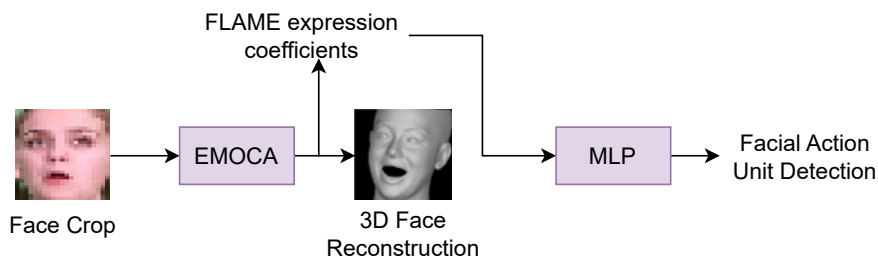 FLAME expression
coefficients
EMOCA
MLP
Facial Action
Unit Detection
Face Crop
3D Face
Reconstruction